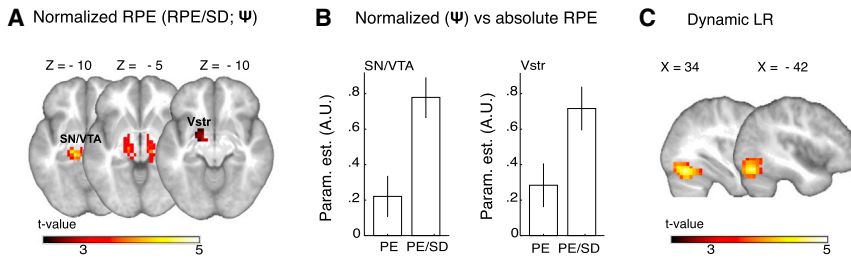 A Normalized RPE (RPE/SD; Ψ)
Z = - 10 Z = - 5 Z = - 10
SN/VTA
Vstr
t-value
3 5
B Normalized (Ψ) vs absolute RPE
SN/VTA
Param. est. (A.U.)
.8
.6
.4
.2
0
PE PE/SD
Vstr
Param. est. (A.U.)
.8
.6
.4
.2
0
PE PE/SD
C Dynamic LR
X = 34 X = - 42
t-value
3 5